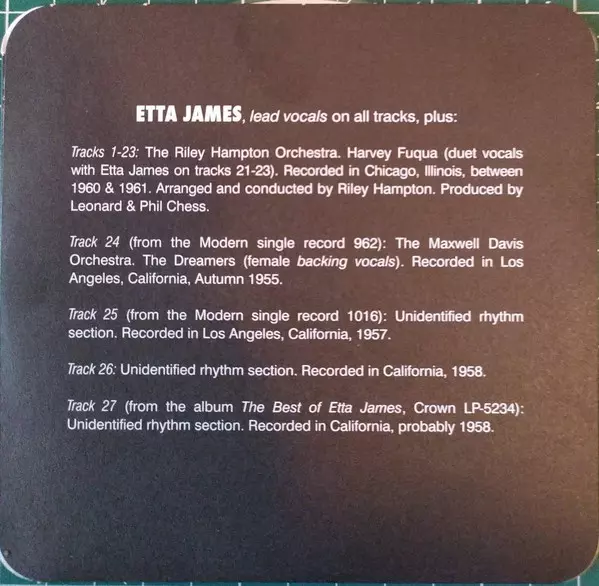 ETTA JAMES, lead vocals on all tracks, plus:
Tracks 1-23: The Riley Hampton Orchestra. Harvey Fuqua (duet vocals
with Etta James on tracks 21-23). Recorded in Chicago, Illinois, between
1960 & 1961. Arranged and conducted by Riley Hampton. Produced by
Leonard & Phil Chess.
Track 24 (from the Modern single record 962): The Maxwell Davis
Orchestra. The Dreamers (female backing vocals). Recorded in Los
Angeles, California, Autumn 1955.
Track 25 (from the Modern single record 1016): Unidentified rhythm
section. Recorded in Los Angeles, California, 1957.
Track 26: Unidentified rhythm section. Recorded in California, 1958.
Track 27 (from the album The Best of Etta James, Crown LP-5234):
Unidentified rhythm section. Recorded in California, probably 1958.